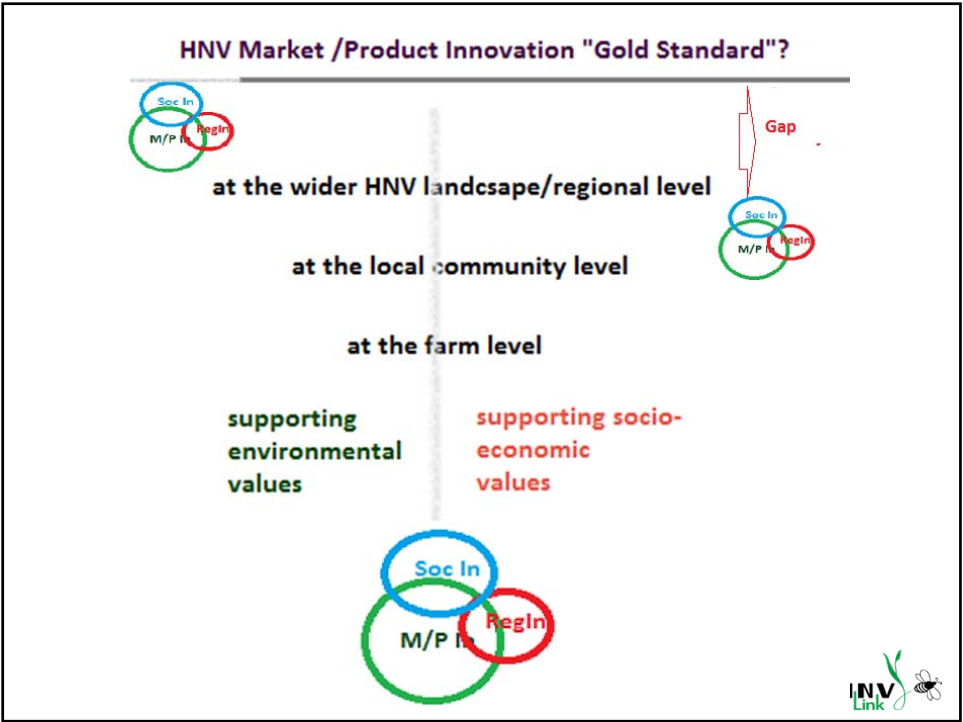 HNV Market /Product Innovation "Gold Standard"?
Soc In
RegIn
M/P In
Gap
at the wider HNV landcsape/regional level
Soc In
RegIn
M/P In
at the local community level
at the farm level
supporting
environmental
values
supporting socio-
economic
values
Soc In
RegIn
M/P In
HNV
Link